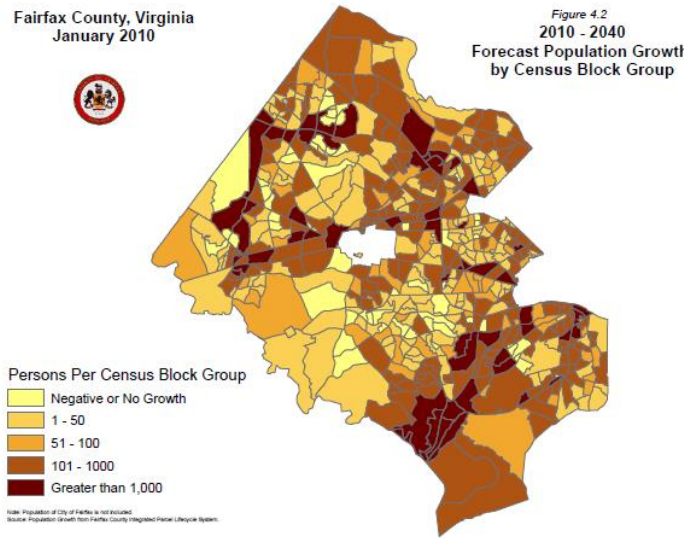 Fairfax County, Virginia
January 2010
Figure 4.2
2010 - 2040
Forecast Population Growth
by Census Block Group
Persons Per Census Block Group
Negative or No Growth
1 - 50
51 - 100
101 - 1000
Greater than 1,000
Note: Population of City of Fairfax is not included.
Source: Population Growth from Fairfax County Integrated Parcel Lifecycle System.